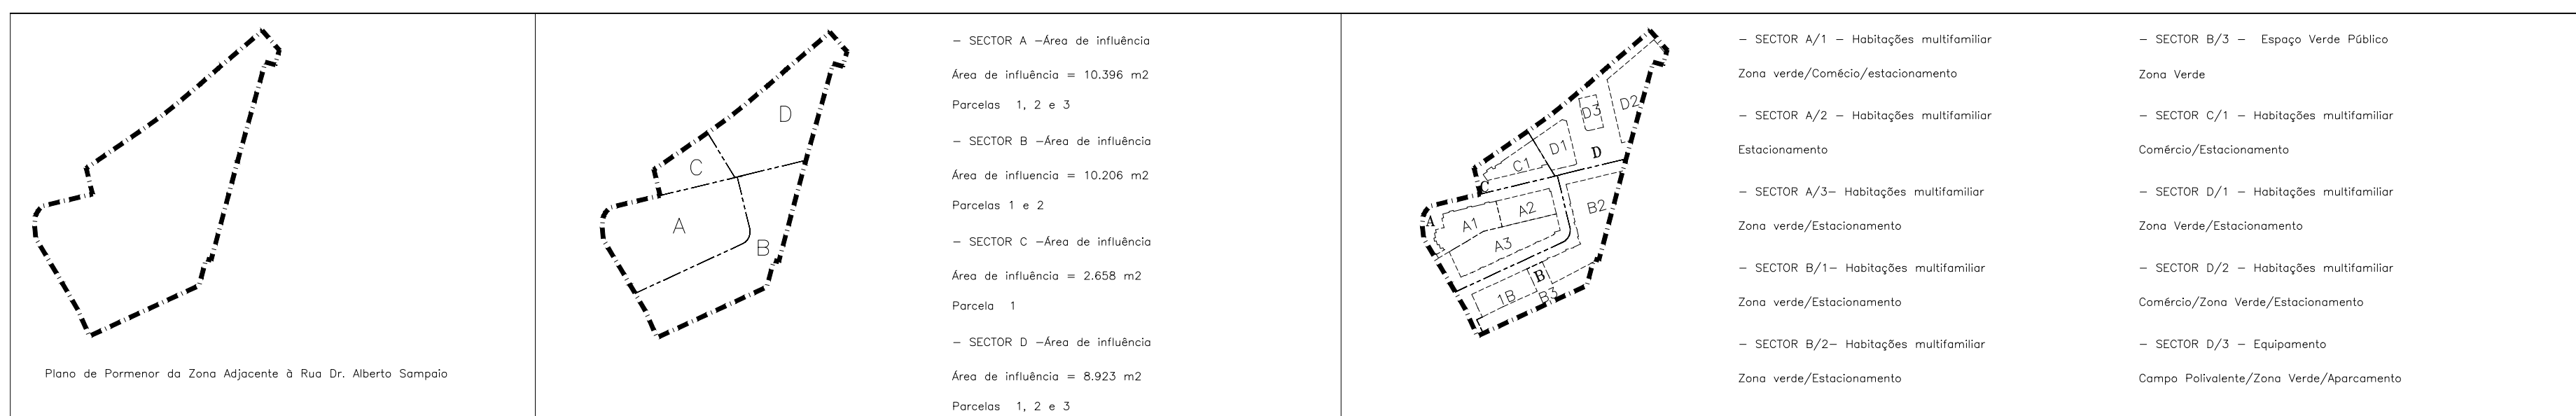 Plano de Pormenor da Zona Adjacente à Rua Dr. Alberto Sampaio
D
C
A
B
- SECTOR A -Área de influência
Área de influência = 10.396 m2
Parcelas 1, 2 e 3
- SECTOR B -Área de influência
Área de influencia = 10.206 m2
Parcelas 1 e 2
- SECTOR C -Área de influência
Área de influência = 2.658 m2
Parcela 1
- SECTOR D -Área de influência
Área de influência = 8.923 m2
Parcelas 1, 2 e 3
D2
D3
D1
D
C1
C
A
A1
A2
B2
A3
B
1B
B3
- SECTOR A/1 - Habitações multifamiliar
Zona verde/Comécio/estacionamento
- SECTOR A/2 - Habitações multifamiliar
Estacionamento
- SECTOR A/3- Habitações multifamiliar
Zona verde/Estacionamento
- SECTOR B/1- Habitações multifamiliar
Zona verde/Estacionamento
- SECTOR B/2- Habitações multifamiliar
Zona verde/Estacionamento
- SECTOR B/3 - Espaço Verde Público
Zona Verde
- SECTOR C/1 - Habitações multifamiliar
Comércio/Estacionamento
- SECTOR D/1 - Habitações multifamiliar
Zona Verde/Estacionamento
- SECTOR D/2 - Habitações multifamiliar
Comércio/Zona Verde/Estacionamento
- SECTOR D/3 - Equipamento
Campo Polivalente/Zona Verde/Aparcamento